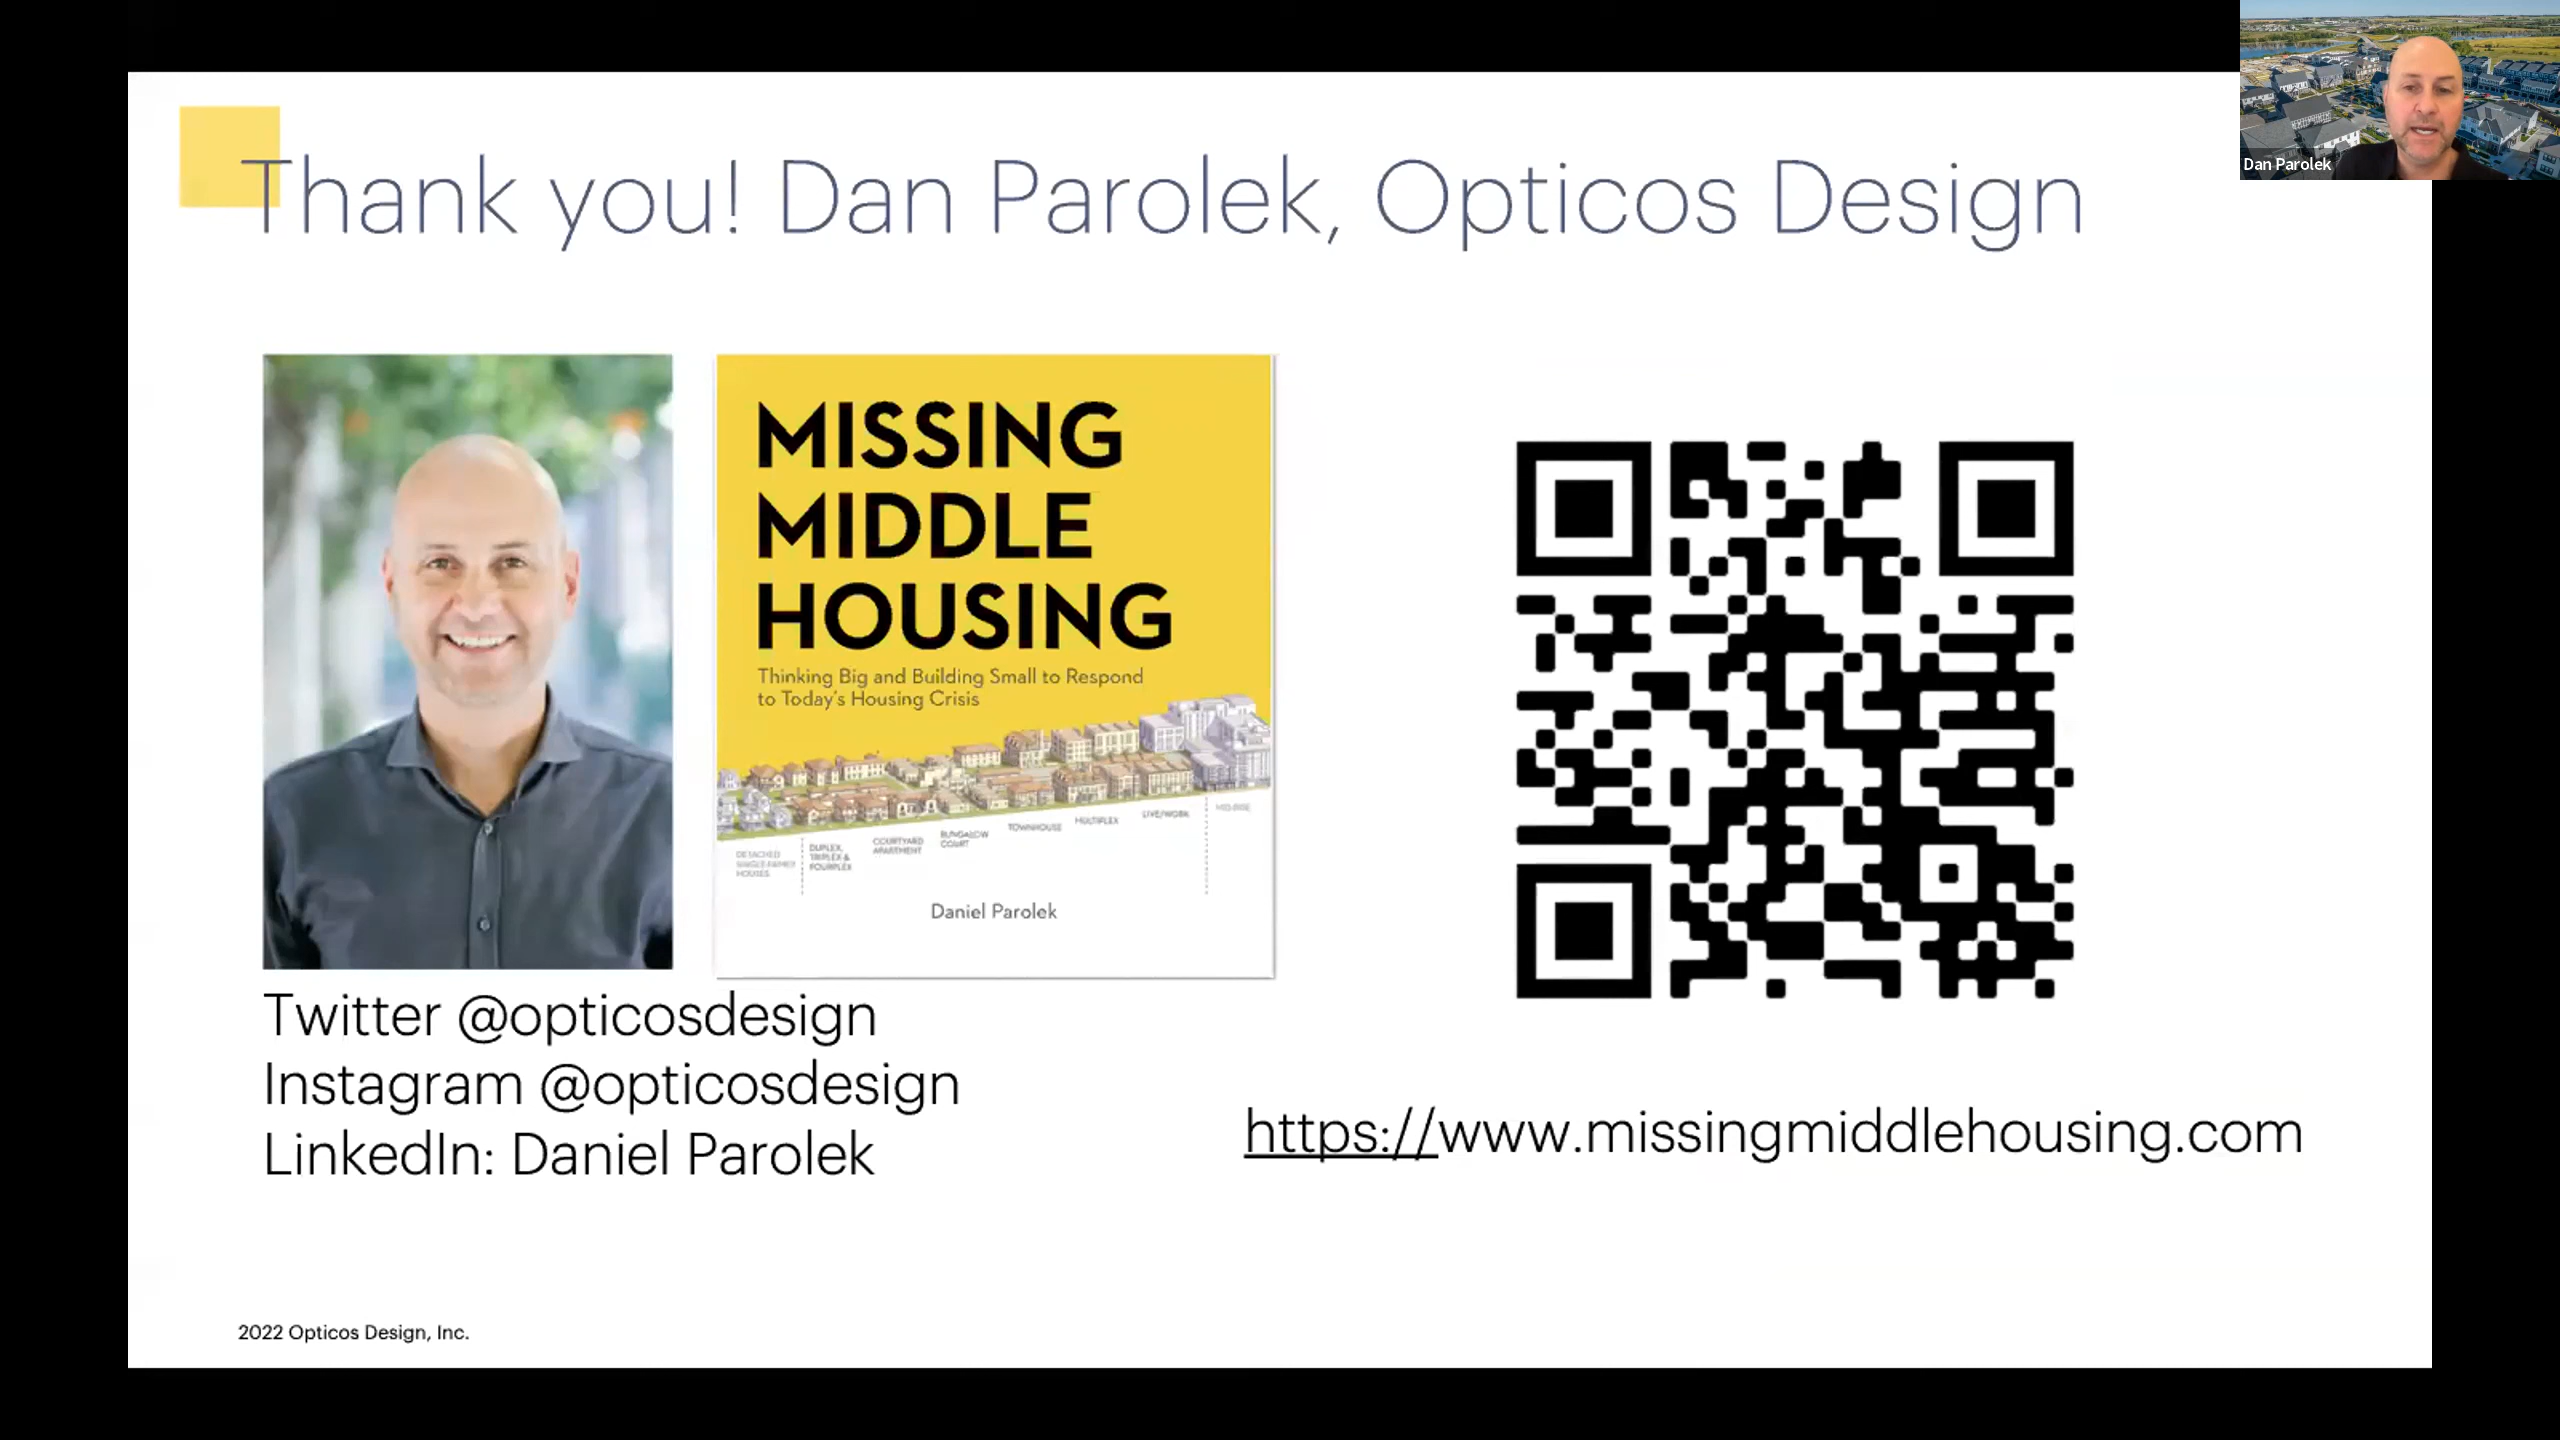 Dan Parolek
Thank you! Dan Parolek, Opticos Design
MISSING
MIDDLE
HOUSING
Thinking Big and Building Small to Respond
to Today's Housing Crisis
MID-RISE
LIVE/WORK
MULTIPLEX
TOWNHOUSE
BUNGALOW
COURT
COURTYARD
APARTMENT
DUPLEX,
TRIPLEX &
FOURPLEX
DETACHED
SINGLE-FAMILY
HOUSES
Daniel Parolek
Twitter @opticosdesign
Instagram @opticosdesign
LinkedIn: Daniel Parolek
https://www.missingmiddlehousing.com
2022 Opticos Design, Inc.